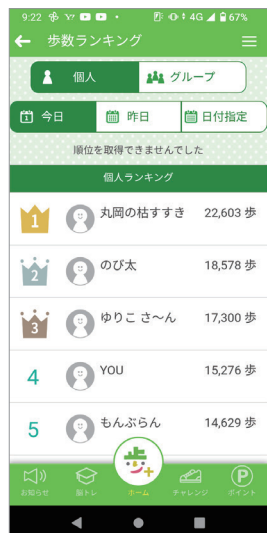 9:22 4G 67%
歩数ランキング
個人 グループ
今日 昨日 日付指定
順位を取得できませんでした
個人ランキング
1 丸岡の枯すすき 22,603 歩
2 のび太 18,578 歩
3 ゆりこ さ〜ん 17,300 歩
4 YOU 15,276 歩
5 もんぶらん 14,629 歩
お知らせ 脳トレ ホーム チャレンジ ポイント